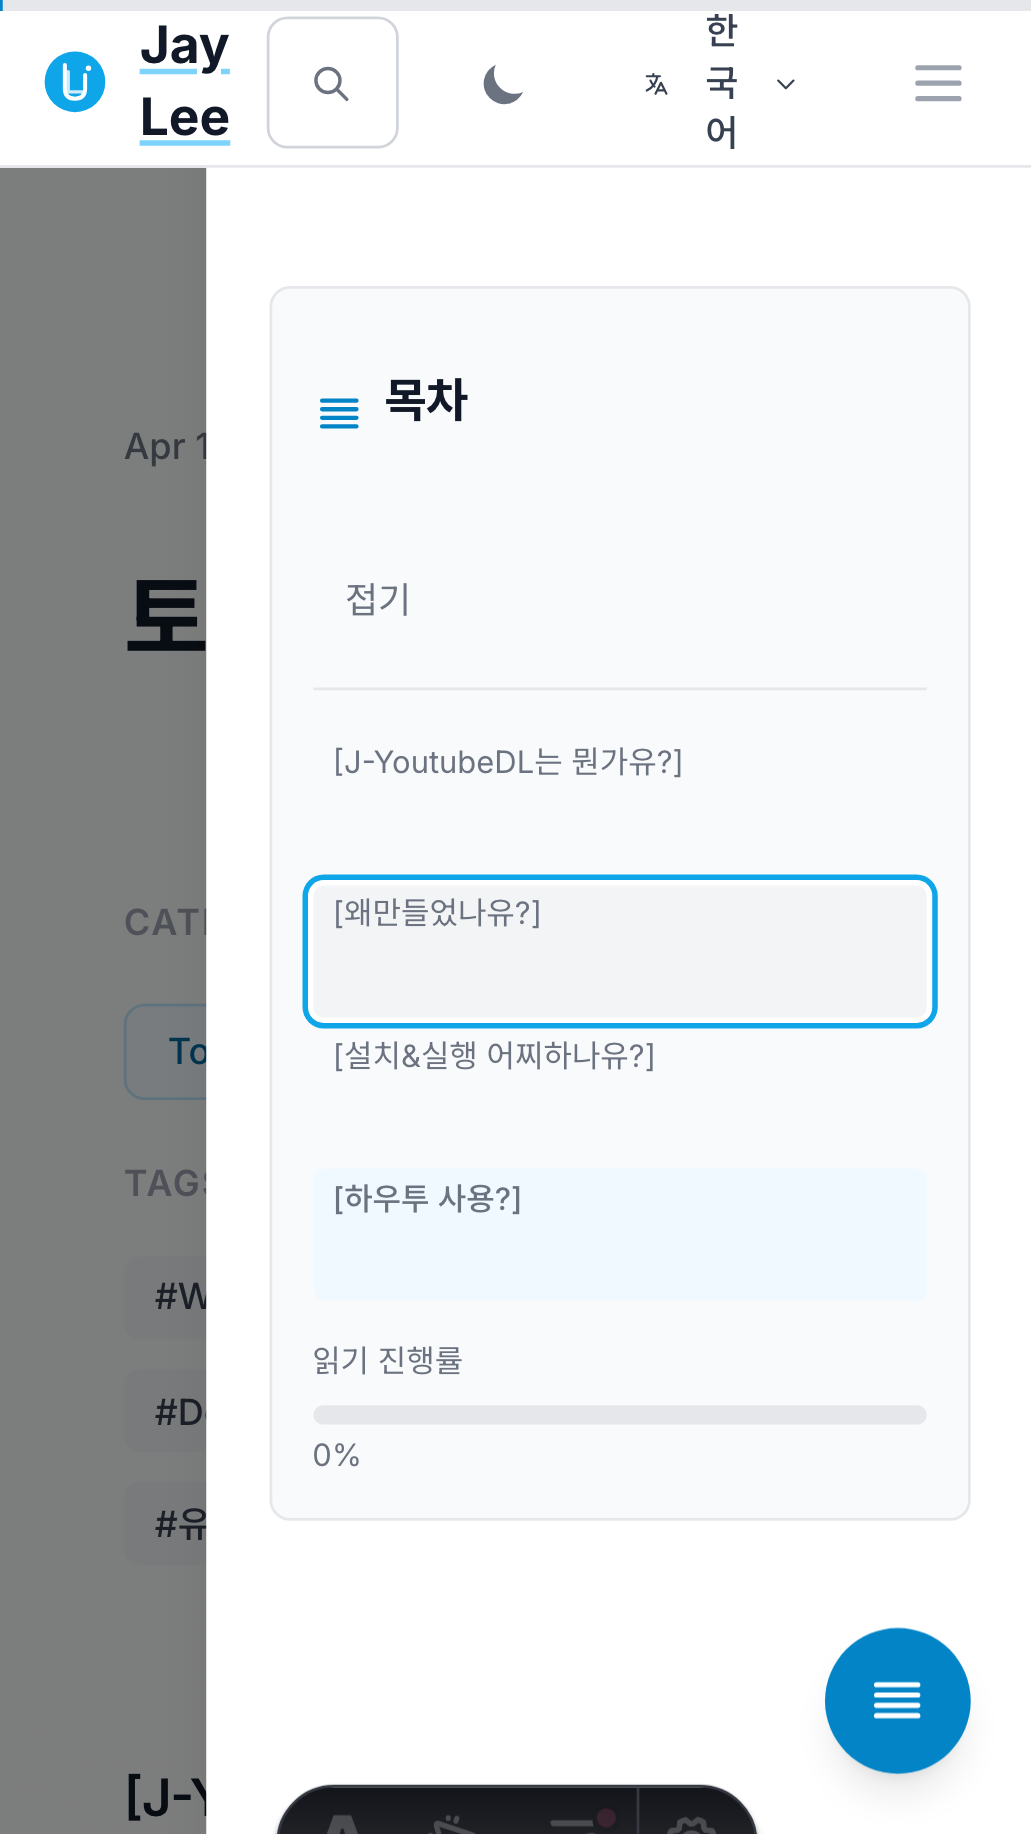 Jay
Lee
한
국
어
Apr 1
토
CATE
To
TAGS
#W
#D
#유
[J-Y
목차
접기
[J-YoutubeDL는 뭔가유?]
[왜만들었나유?]
[설치&실행 어찌하나유?]
[하우투 사용?]
읽기 진행률
0%